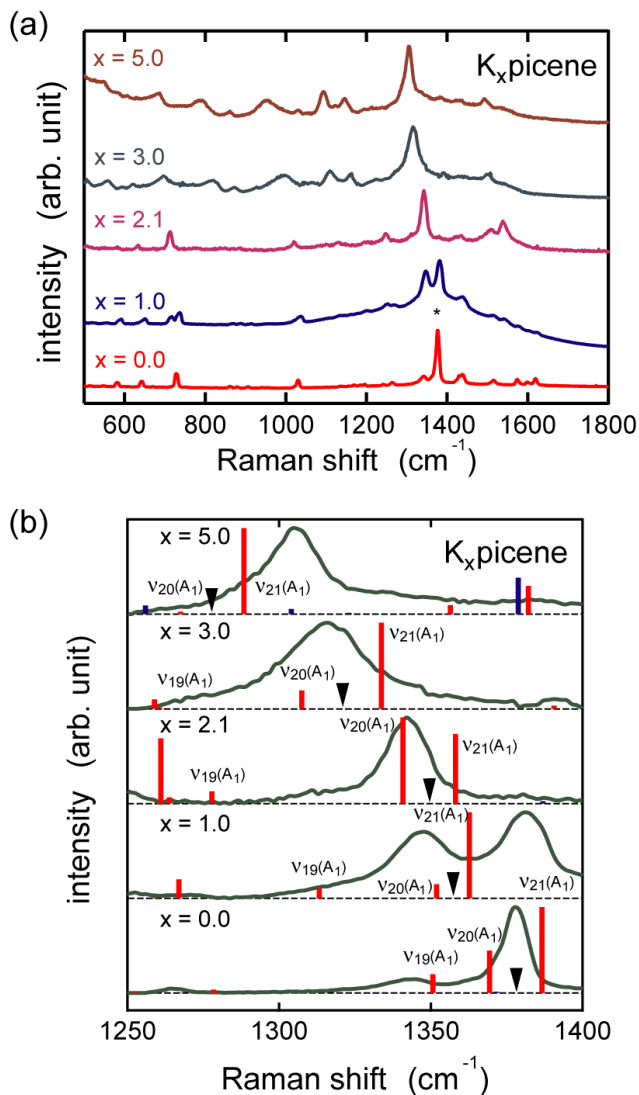 (a)
x = 5.0
KₓPicene
x = 3.0
x = 2.1
x = 1.0
*
x = 0.0
intensity (arb. unit)
600 800 1000 1200 1400 1600 1800
Raman shift (cm⁻¹)
(b)
x = 5.0
Kₓpicene
ν₂₀(A₁) ν₂₁(A₁)
x = 3.0
ν₂₁(A₁)
ν₁₉(A₁) ν₂₀(A₁)
x = 2.1
ν₂₀(A₁)
ν₂₁(A₁)
ν₁₉(A₁)
x = 1.0
ν₂₁(A₁)
ν₁₉(A₁)
ν₂₀(A₁) ν₂₁(A₁)
x = 0.0
ν₂₀(A₁)
ν₁₉(A₁)
intensity (arb. unit)
1250 1300 1350 1400
Raman shift (cm⁻¹)